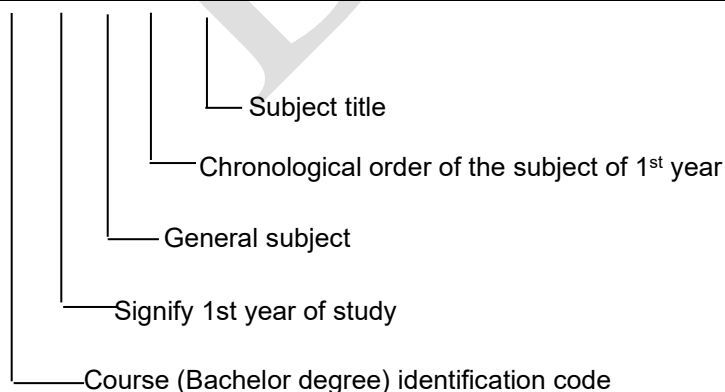 Subject title
Chronological order of the subject of 1st year
General subject
Signify 1st year of study
Course (Bachelor degree) identification code